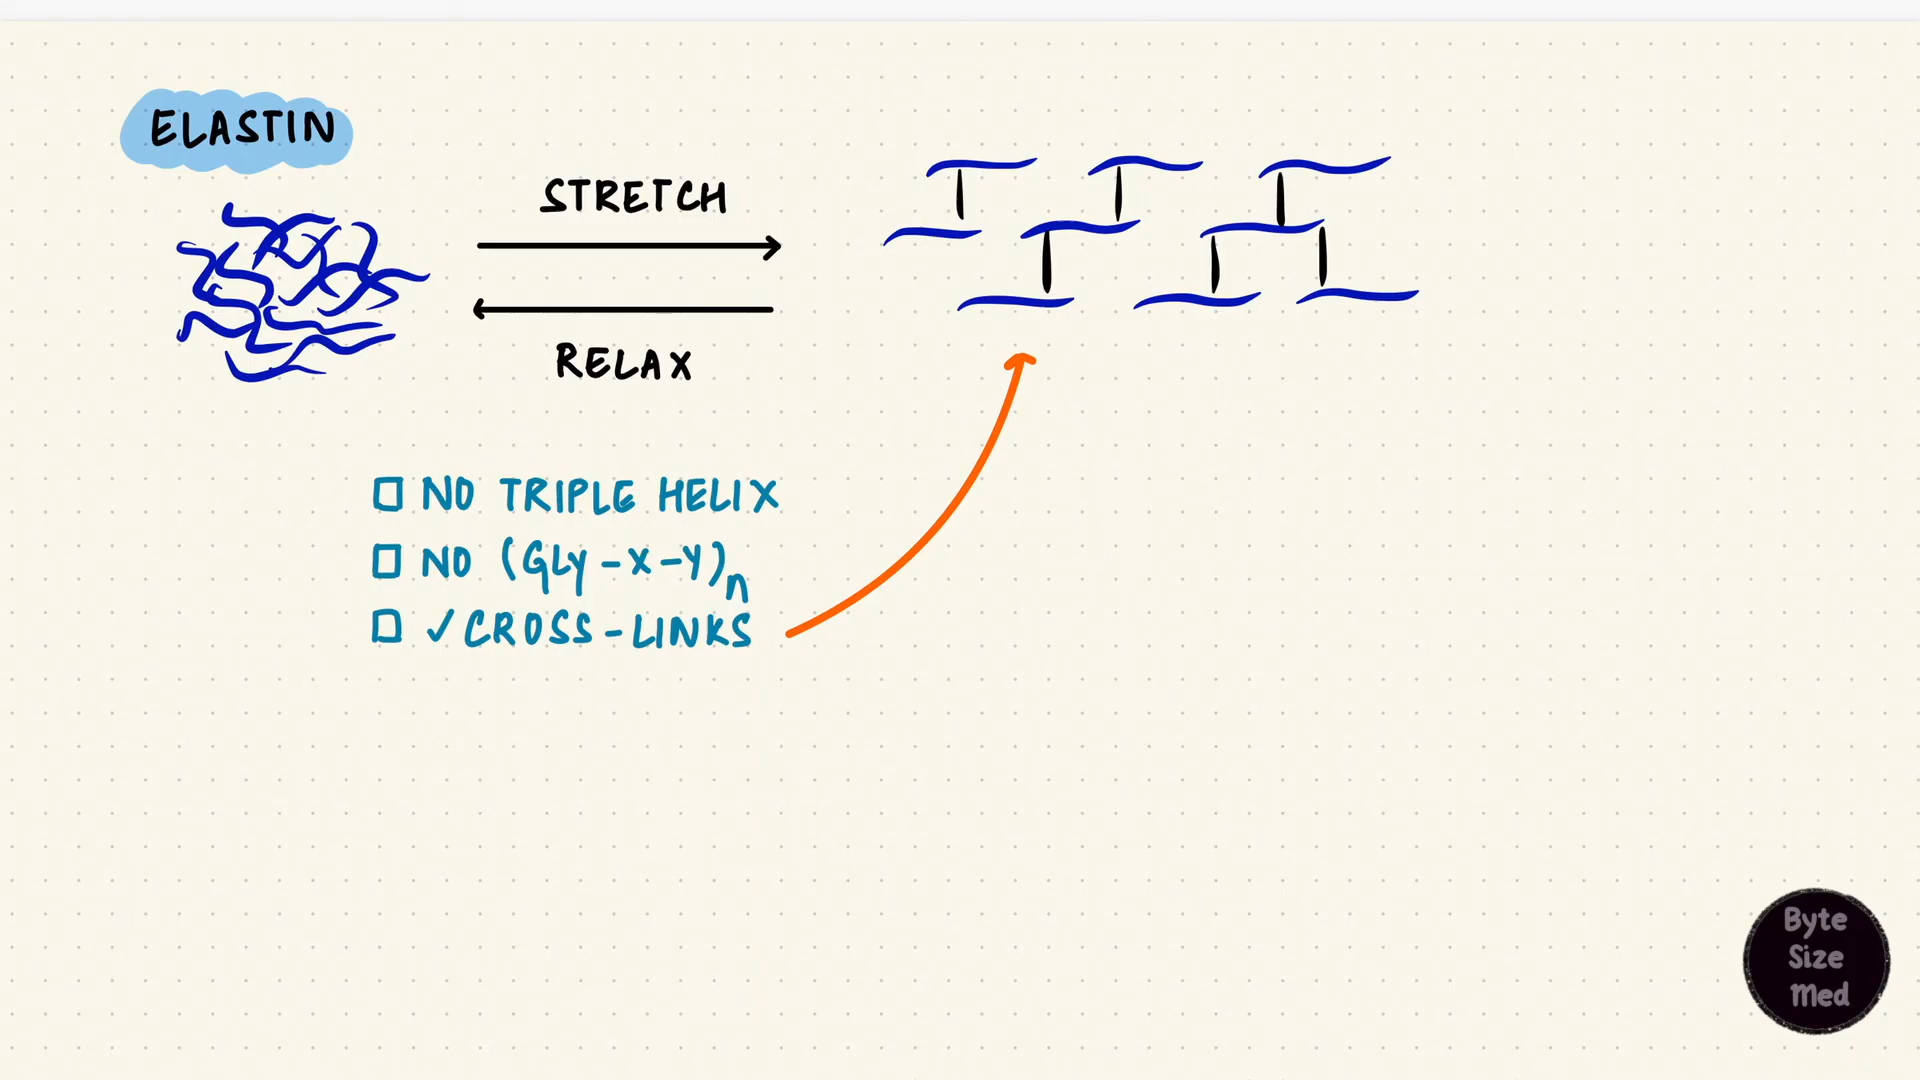 ELASTIN
STRETCH
RELAX
NO TRIPLE HELIX
NO (GLY-X-Y)n
✓CROSS-LINKS
Byte
Size
Med